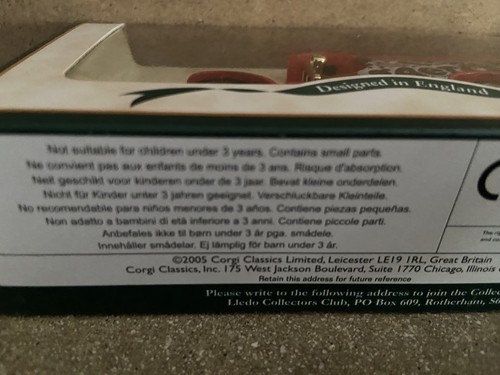 Designed in England
Not suitable for children under 3 years. Contains small parts.
Ne convient pas aux enfants de moins de 3 ans. Risque d'absorption.
Niet geschikt voor kinderen onder de 3 jaar. Bevat kleine onderdelen.
Nicht für Kinder unter 3 jahren geeignet. Verschluckbare Kleinteile.
No recomendable para niños menores de 3 años. Contiene piezas pequeñas.
Non adatto a bambini di età inferiore a 3 anni. Contiene piccole parti.
Anbefales ikke til børn under 3 år pga. smådele.
Innehåller smådelar. Ej lämplig för barn under 3 år.
©2005 Corgi Classics Limited, Leicester LE19 1RL, Great Britain
Corgi Classics, Inc. 175 West Jackson Boulevard, Suite 1770 Chicago, Illinois
Retain this address for future reference
Please write to the following address to join the
Lledo Collectors Club, PO Box 609, Rotherham,
The
and